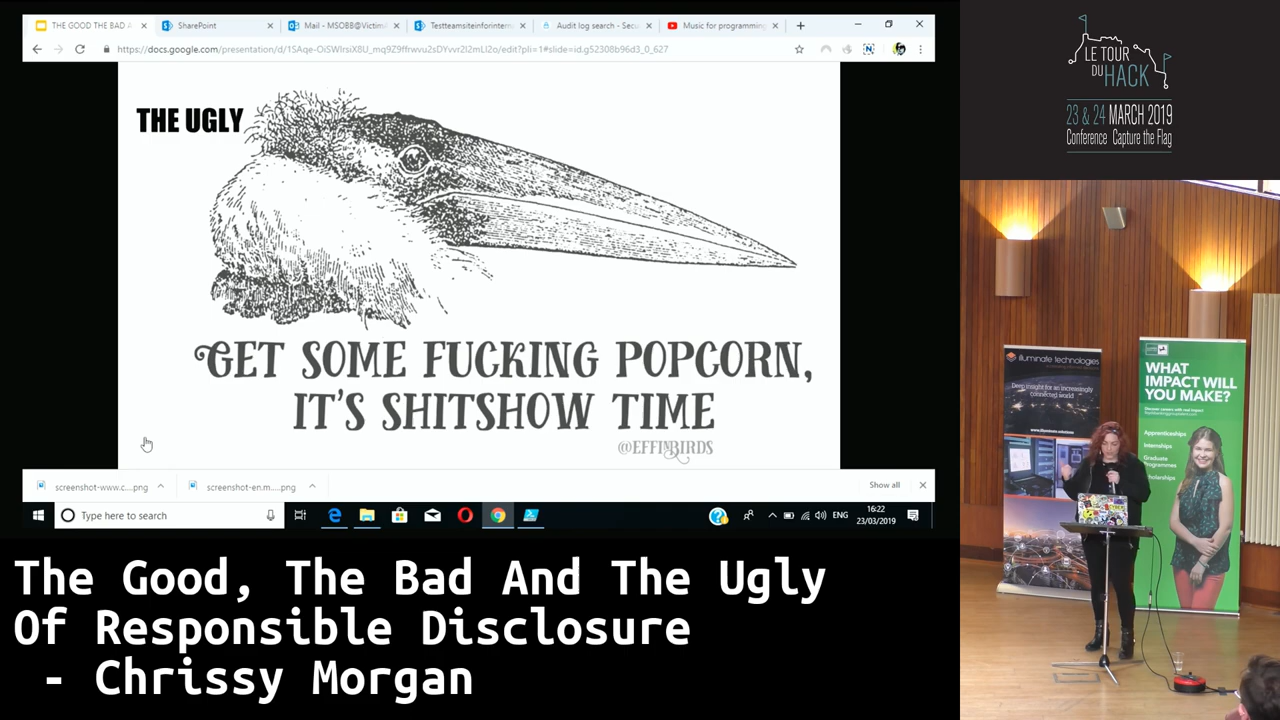 THE GOOD THE BAD A
SharePoint
Mail - MSO88@Victim
Testteamsiteinforintern
Audit log search - Secu
Music for programming
https://docs.google.com/presentation/d/1SAqe-OiSWIrsiX8U_mq9Z9ffrwvu2sDYvvr2l2mLl2o/edit?pli=1#slide=id.g52308b96d3_0_627
THE UGLY
GET SOME FUCKING POPCORN,
IT'S SHITSHOW TIME
@EFFINBIRDS
screenshot-www.c....png
screenshot-en.m.....png
Show all
Type here to search
ENG
16:22
23/03/2019
The Good, The Bad And The Ugly
Of Responsible Disclosure
- Chrissy Morgan
LE TOUR
DU HACK
23 & 24 MARCH 2019
Conference Capture the Flag
illuminate technologies
Deep insight for an increasingly
connected world
WHAT
IMPACT WILL
YOU MAKE?
Apprenticeships
Internships
Graduate
Programmes